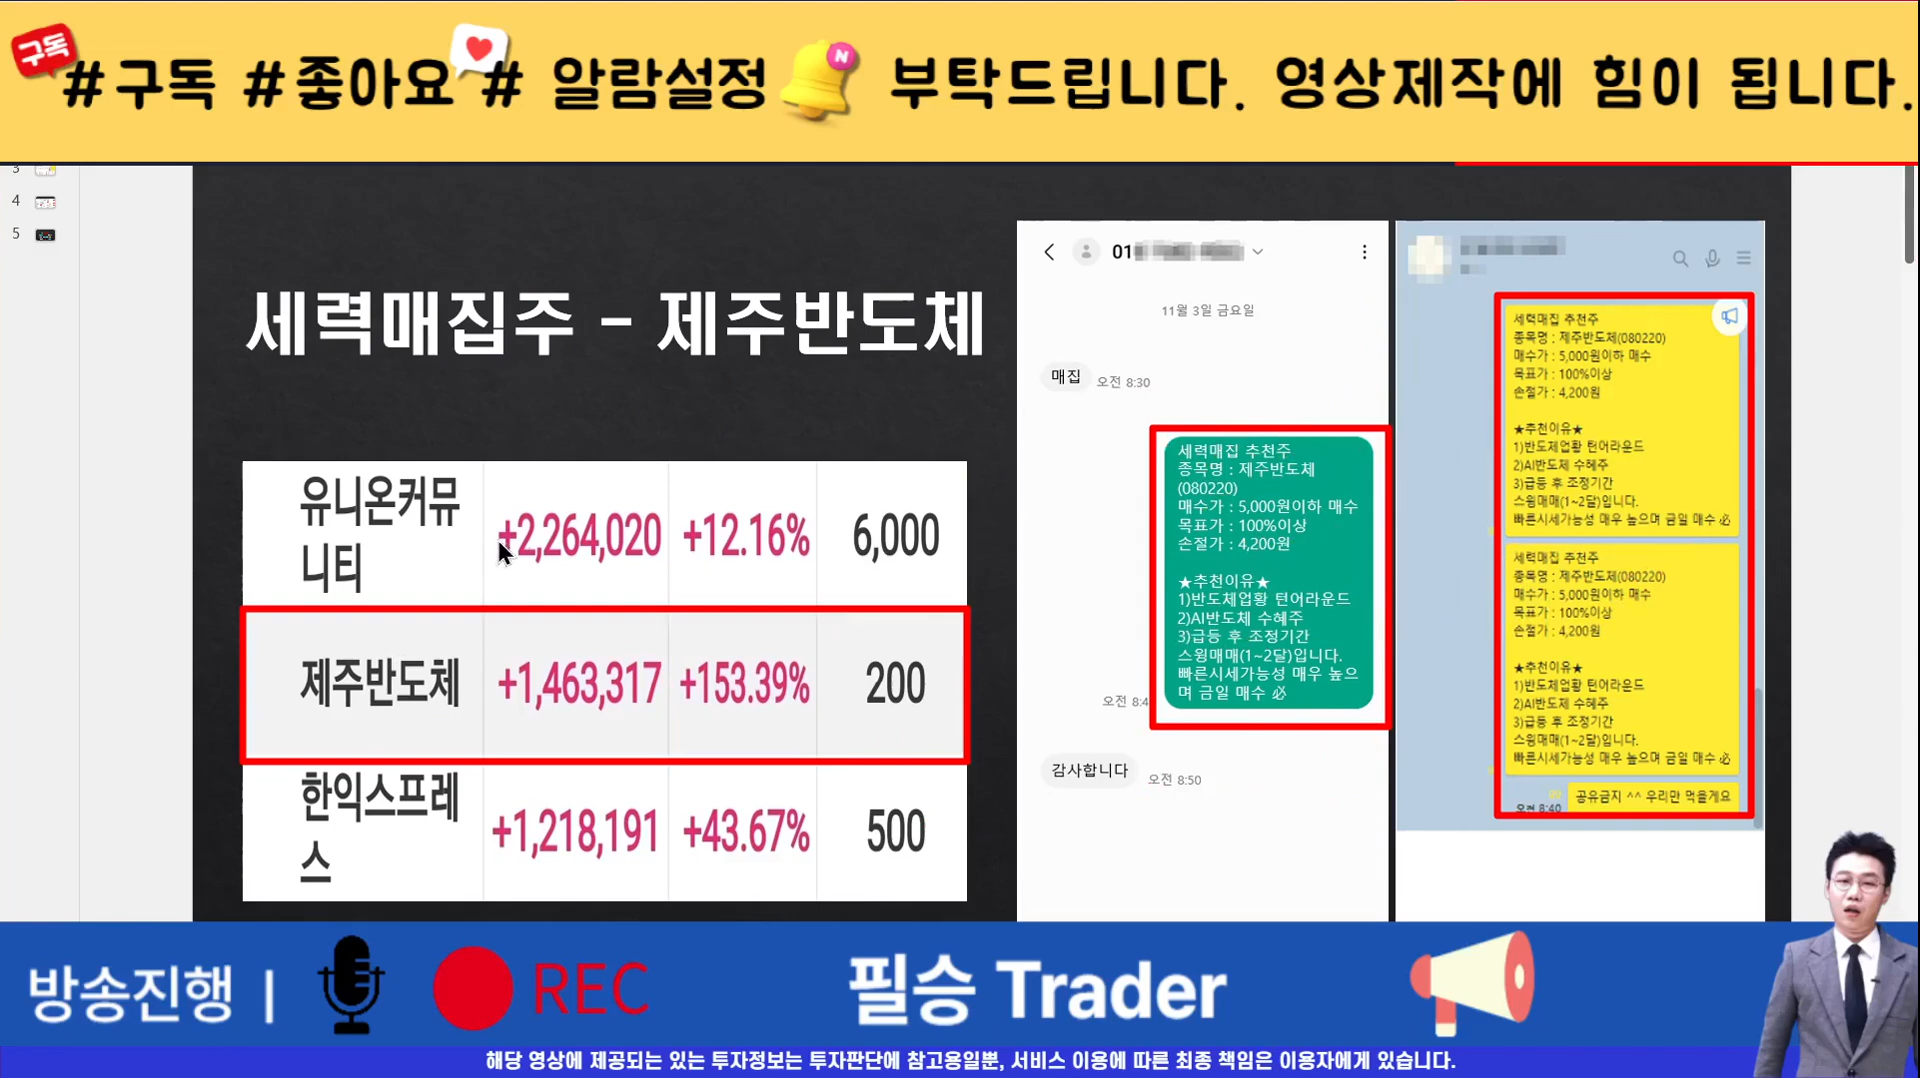 구독
#구독 #좋아요 # 알람설정 N 부탁드립니다. 영상제작에 힘이 됩니다.
3
4
5
세력매집주 - 제주반도체
유니온커뮤
니티
+2,264,020 +12.16% 6,000
제주반도체 +1,463,317 +153.39% 200
한익스프레
스
+1,218,191 +43.67% 500
01
11월 3일 금요일
매집 오전 8:30
세력매집 추천주
종목명 : 제주반도체
(080220)
매수가 : 5,000원이하 매수
목표가 : 100%이상
손절가 : 4,200원
★추천이유★
1)반도체업황 턴어라운드
2)AI반도체 수혜주
3)급등 후 조정기간
스윙매매(1~2달)입니다.
빠른시세가능성 매우 높으
며 금일 매수 必
오전 8:4
감사합니다 오전 8:50
세력매집 추천주
종목명 : 제주반도체(080220)
매수가 : 5,000원이하 매수
목표가 : 100%이상
손절가 : 4,200원
★추천이유★
1)반도체업황 턴어라운드
2)AI반도체 수혜주
3)급등 후 조정기간
스윙매매(1~2달)입니다.
빠른시세가능성 매우 높으며 금일 매수 必
세력매집 추천주
종목명 : 제주반도체(080220)
매수가 : 5,000원이하 매수
목표가 : 100%이상
손절가 : 4,200원
★추천이유★
1)반도체업황 턴어라운드
2)AI반도체 수혜주
3)급등 후 조정기간
스윙매매(1~2달)입니다.
빠른시세가능성 매우 높으며 금일 매수 必
오전 8:40 공유금지 ^^ 우리만 먹을게요
방송진행 | REC 필승 Trader
해당 영상에 제공되는 있는 투자정보는 투자판단에 참고용일뿐, 서비스 이용에 따른 최종 책임은 이용자에게 있습니다.